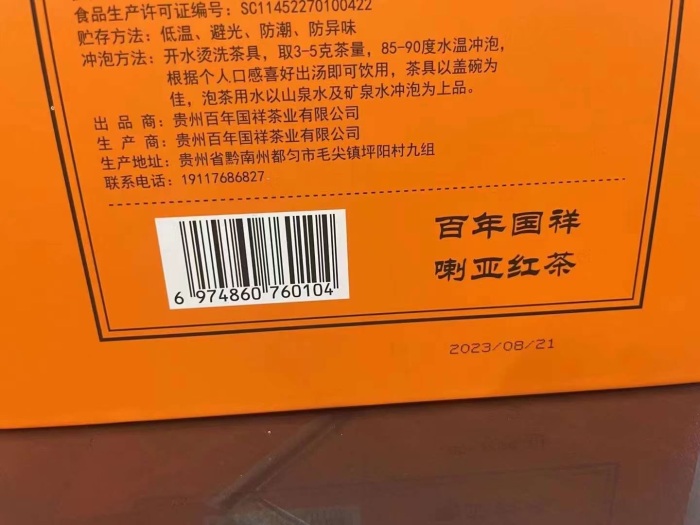 食品生产许可证编号：SC11452270100422
贮存方法：低温、避光、防潮、防异味
冲泡方法：开水烫洗茶具，取3-5克茶量，85-90度水温冲泡，
根据个人口感喜好出汤即可饮用，茶具以盖碗为
佳，泡茶用水以山泉水及矿泉水冲泡为上品。
出品商：贵州百年国祥茶业有限公司
生产商：贵州百年国祥茶业有限公司
生产地址：贵州省黔南州都匀市毛尖镇坪阳村九组
联系电话：19117686827
6 974860 760104
百年国祥
喇亚红茶
2023/08/21